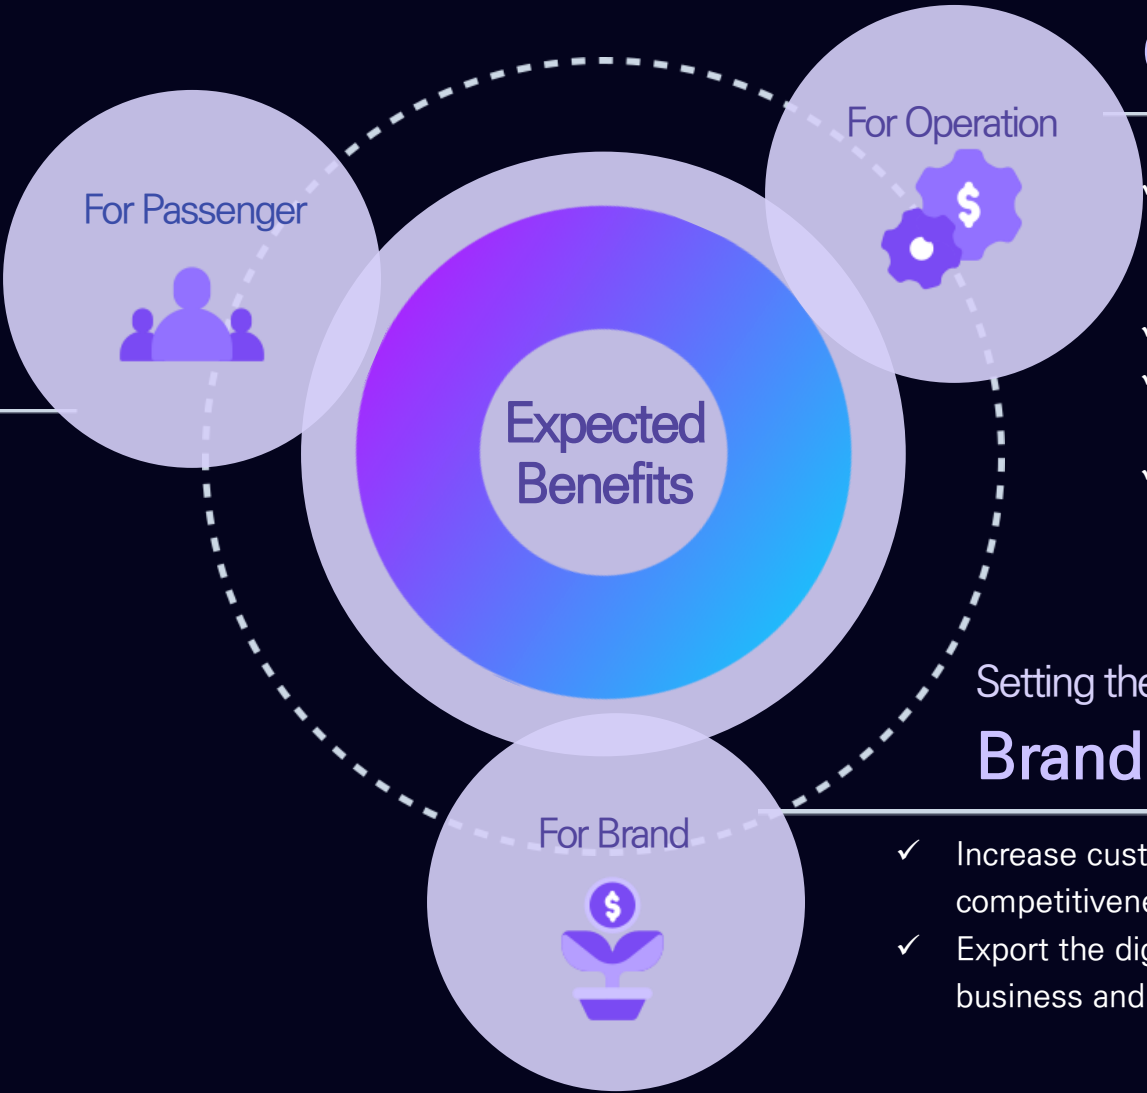 For Operation
For Passenger
Expected
Benefits
Setting the
Brand
For Brand
Increase cust
competitivene
Export the dig
business and